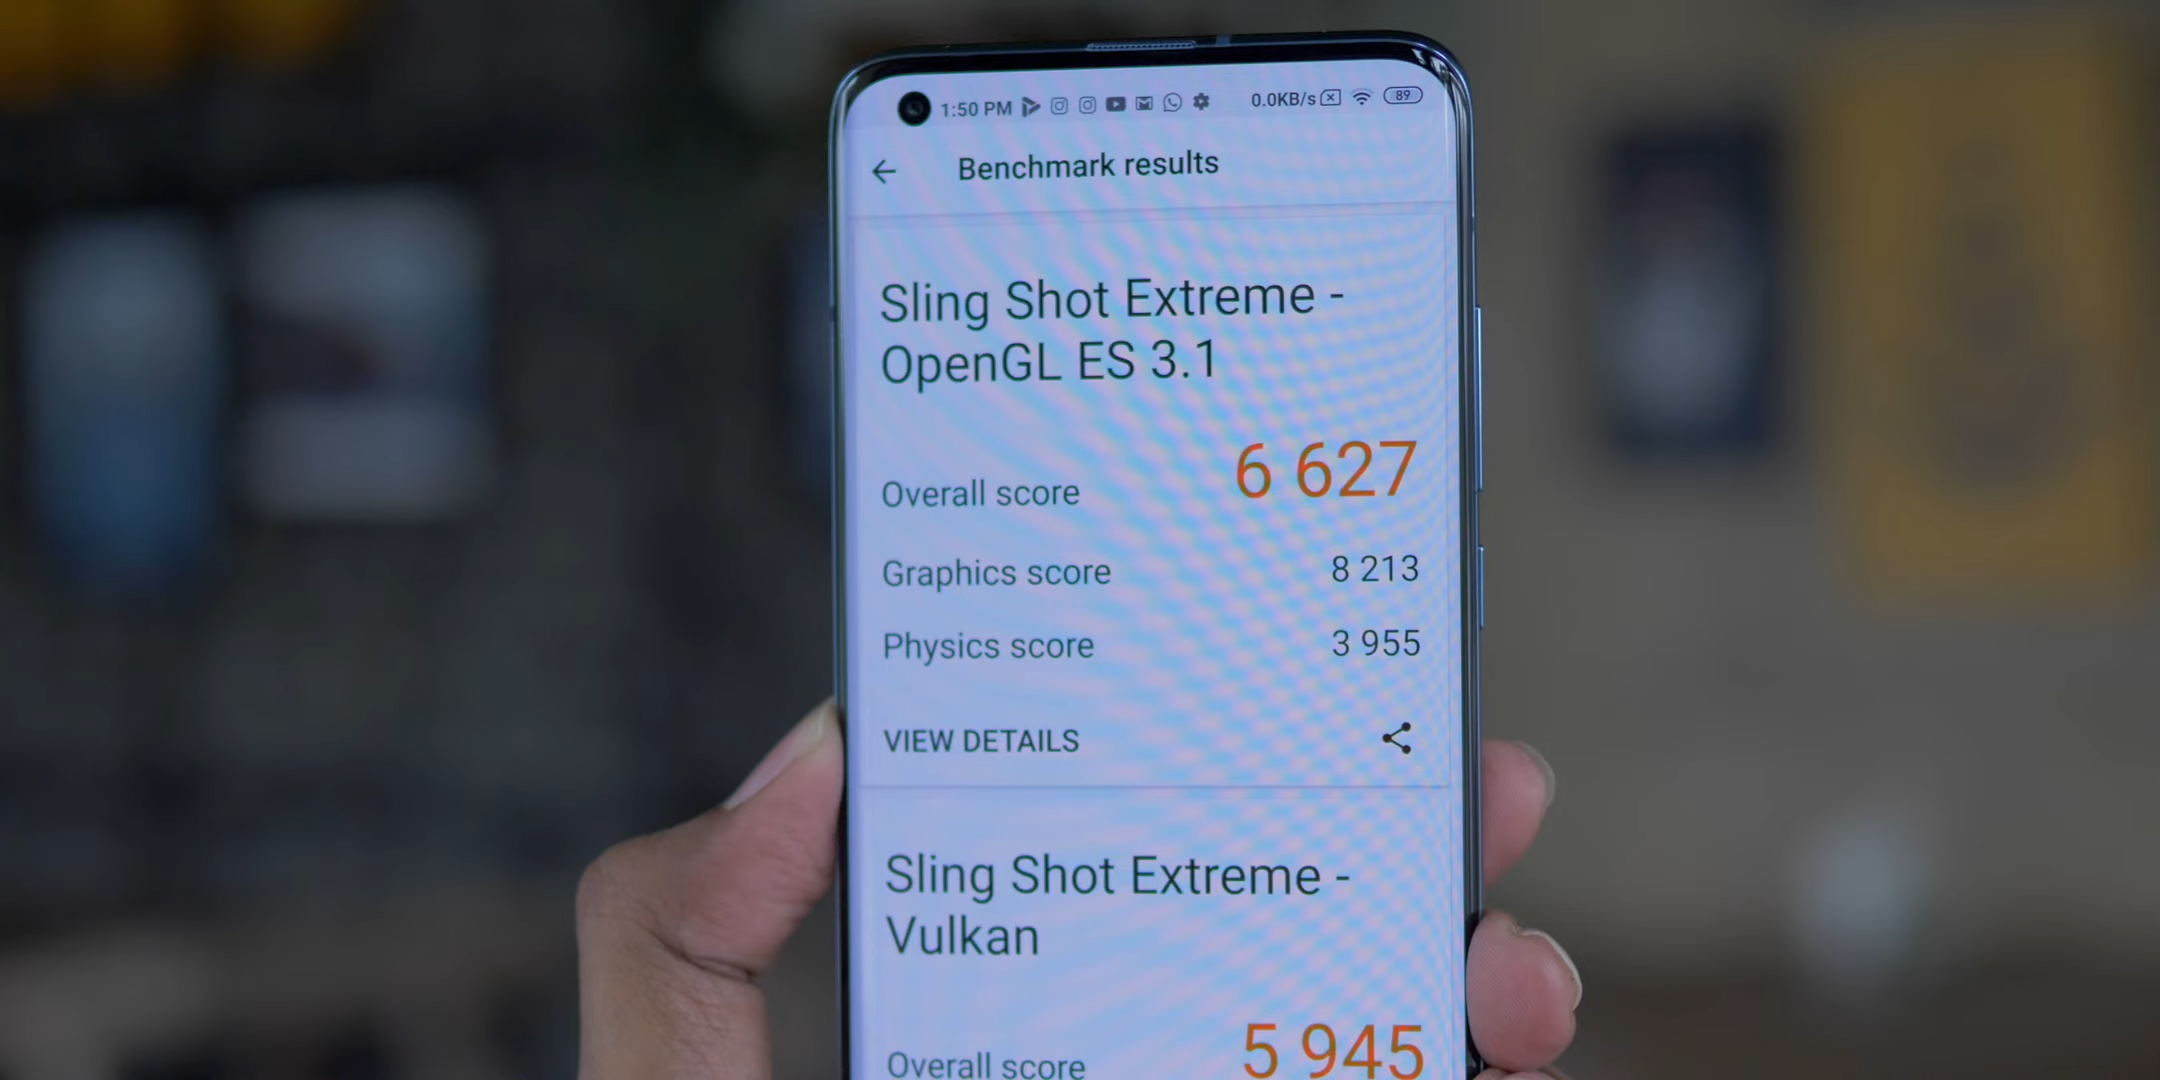 1:50 PM 0.0KB/s 89
Benchmark results
Sling Shot Extreme -
OpenGL ES 3.1
Overall score 6 627
Graphics score 8 213
Physics score 3 955
VIEW DETAILS
Sling Shot Extreme -
Vulkan
Overall score 5 945